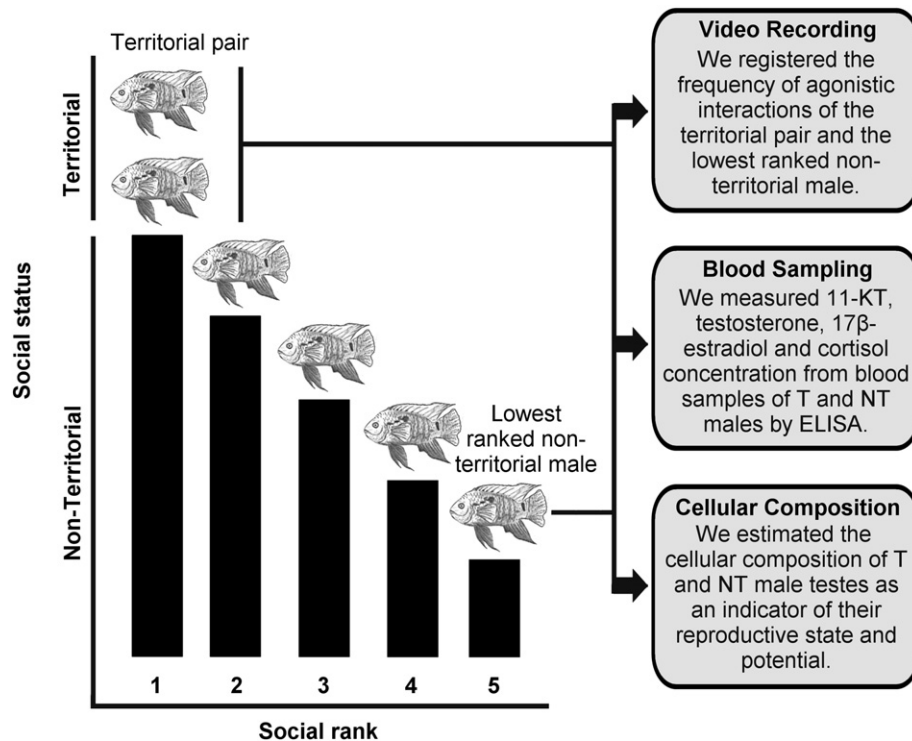 Territorial pair
Territorial
Non-Territorial
Social status
Lowest
ranked non-
territorial male
1 2 3 4 5
Social rank
Video Recording
We registered the
frequency of agonistic
interactions of
the territorial pair and the
lowest ranked non-
territorial male.
Blood Sampling
We measured 11-KT,
testosterone, 17β-
estradiol and cortisol
concentration from blood
samples of T and NT
males by ELISA.
Cellular Composition
We estimated the
cellular composition of T
and NT male testes as
an indicator of their
reproductive state and
potential.